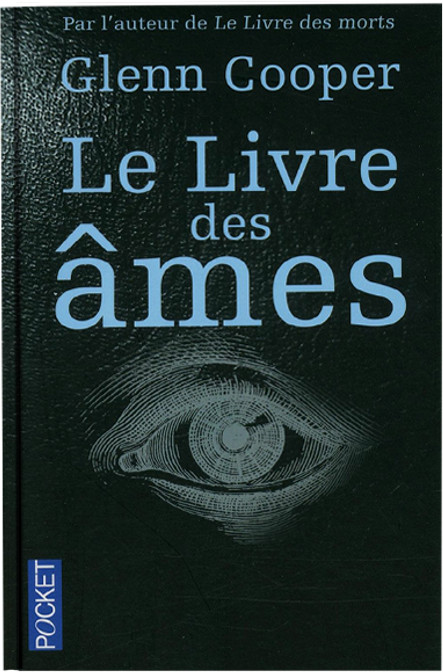 Par l'auteur de Le Livre des morts
Glenn Cooper
Le Livre
des
âmes
POCKET